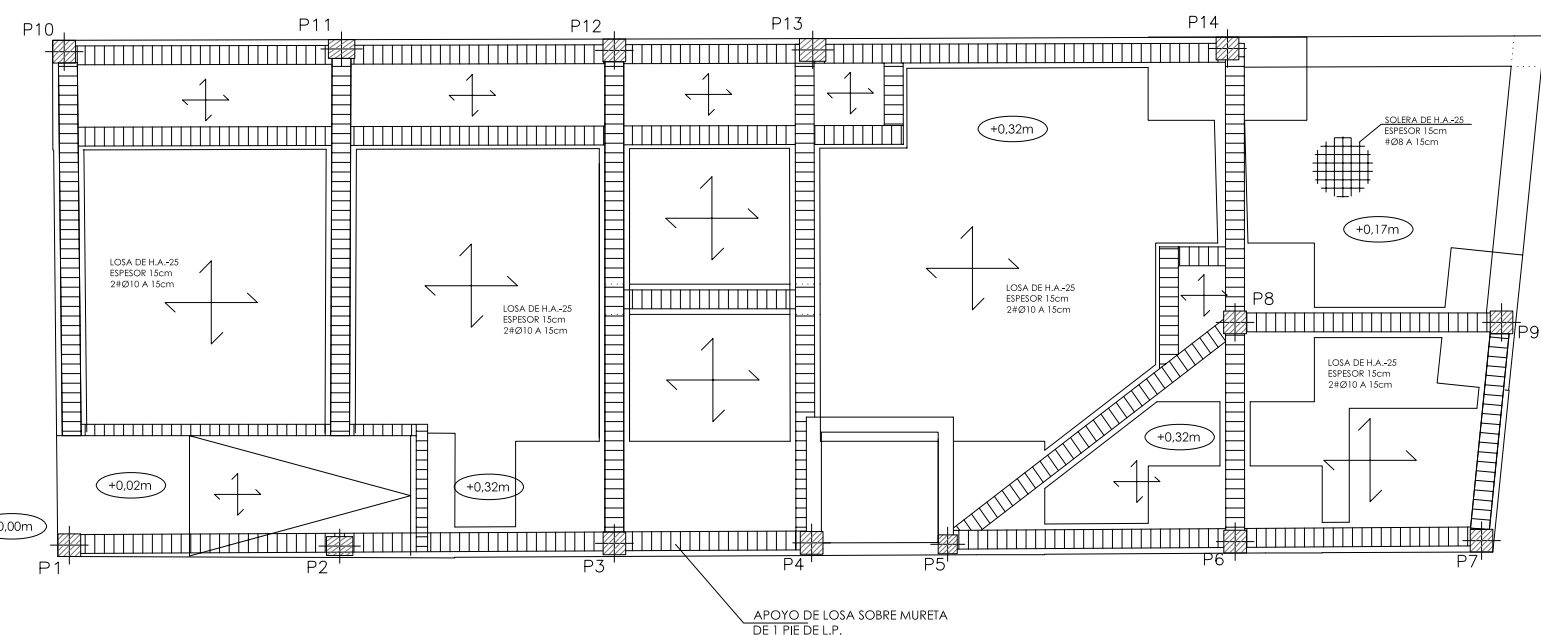 P10
P11
P12
P13
P14
+0,32m
SOLERA DE H.A.-25
ESPESOR 15cm
#Ø8 A 15cm
+0,17m
LOSA DE H.A.-25
ESPESOR 15cm
2#Ø10 A 15cm
LOSA DE H.A.-25
ESPESOR 15cm
2#Ø10 A 15cm
LOSA DE H.A.-25
ESPESOR 15cm
2#Ø10 A 15cm
P8
P9
LOSA DE H.A.-25
ESPESOR 15cm
2#Ø10 A 15cm
+0,02m
+0,32m
+0,32m
0,00m
P1
P2
P3
P4
P5
P6
P7
APOYO DE LOSA SOBRE MURETA
DE 1 PIE DE L.P.